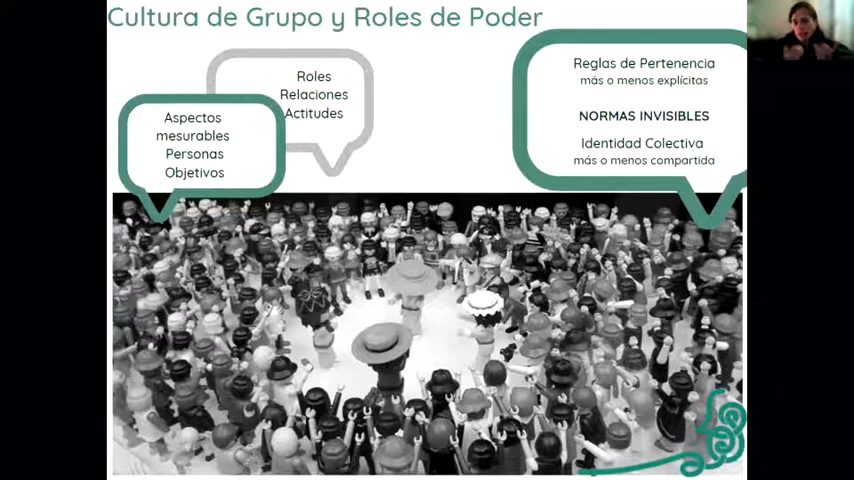 Cultura de Grupo y Roles de Poder
Roles
Relaciones
Actitudes
Aspectos
mesurables
Personas
Objetivos
Reglas de Pertenencia
más o menos explícitas
NORMAS INVISIBLES
Identidad Colectiva
más o menos compartida